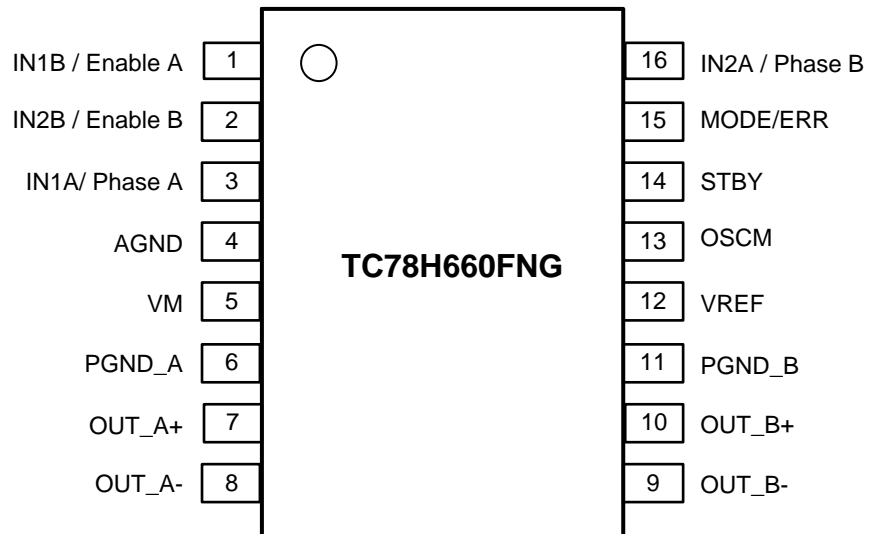 IN1B / Enable A 1
IN2B / Enable B 2
IN1A/ Phase A 3
AGND 4
VM 5
PGND_A 6
OUT_A+ 7
OUT_A- 8
TC78H660FNG
16 IN2A / Phase B
15 MODE/ERR
14 STBY
13 OSCM
12 VREF
11 PGND_B
10 OUT_B+
9 OUT_B-